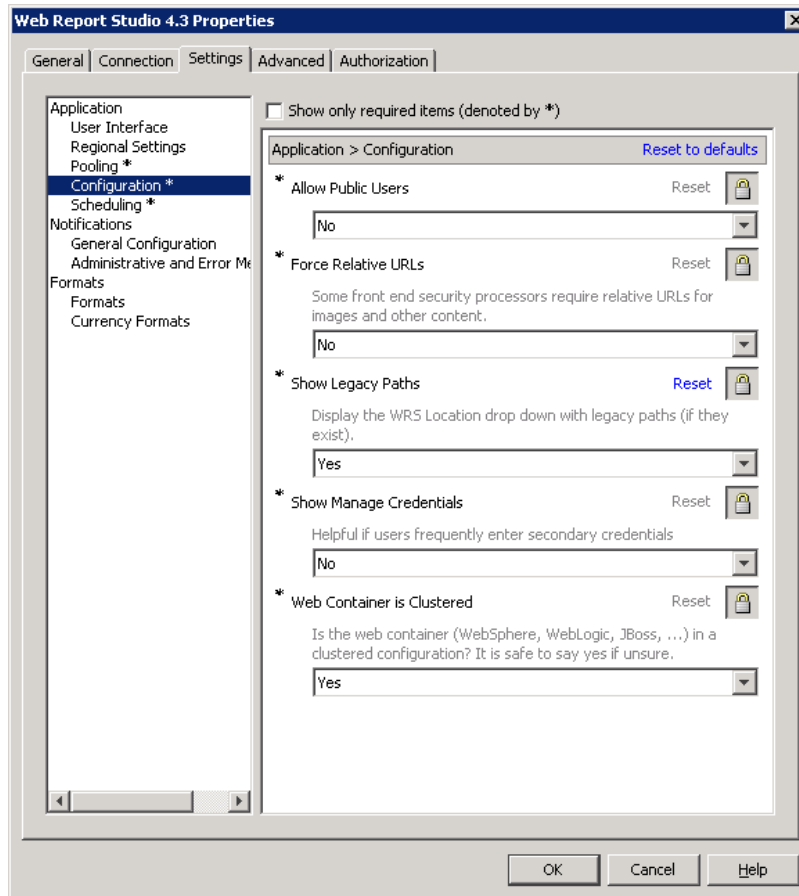 Web Report Studio 4.3 Properties
General Connection Settings Advanced Authorization
Application
User Interface
Regional Settings
Pooling *
Configuration *
Scheduling *
Notifications
General Configuration
Administrative and Error Me
Formats
Formats
Currency Formats
Show only required items (denoted by *)
Application > Configuration Reset to defaults
* Allow Public Users Reset
No
* Force Relative URLs Reset
Some front end security processors require relative URLs for
images and other content.
No
* Show Legacy Paths Reset
Display the WRS Location drop down with legacy paths (if they
exist).
Yes
* Show Manage Credentials Reset
Helpful if users frequently enter secondary credentials
No
* Web Container is Clustered Reset
Is the web container (WebSphere, WebLogic, JBoss, ...) in a
clustered configuration? It is safe to say yes if unsure.
Yes
OK Cancel Help